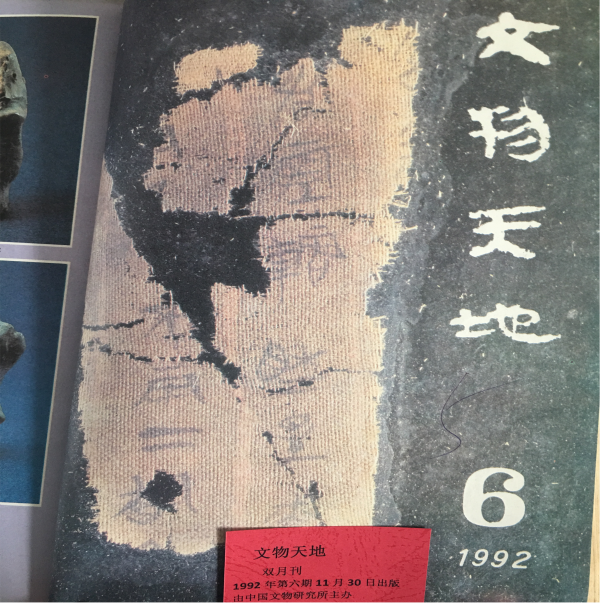 文物天地
6
1992
文物天地
双月刊
1992 年第六期 11 月 30 日出版
由中国文物研究所主办